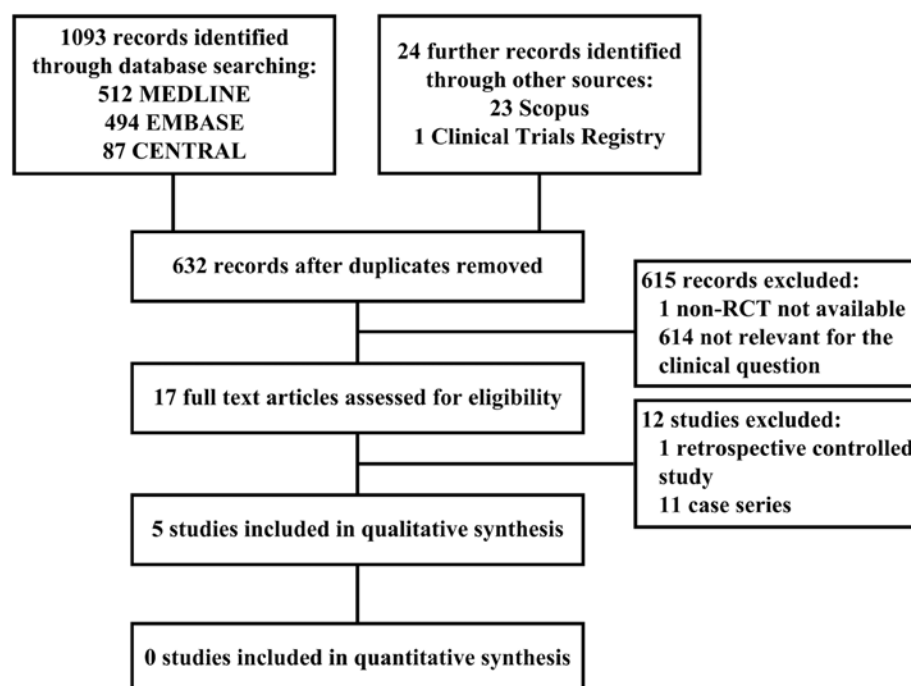 1093 records identified
through database searching:
512 MEDLINE
494 EMBASE
87 CENTRAL
24 further records identified
through other sources:
23 Scopus
1 Clinical Trials Registry
632 records after duplicates removed
615 records excluded:
1 non-RCT not available
614 not relevant for the
clinical question
17 full text articles assessed for eligibility
12 studies excluded:
1 retrospective controlled
study
11 case series
5 studies included in qualitative synthesis
0 studies included in quantitative synthesis